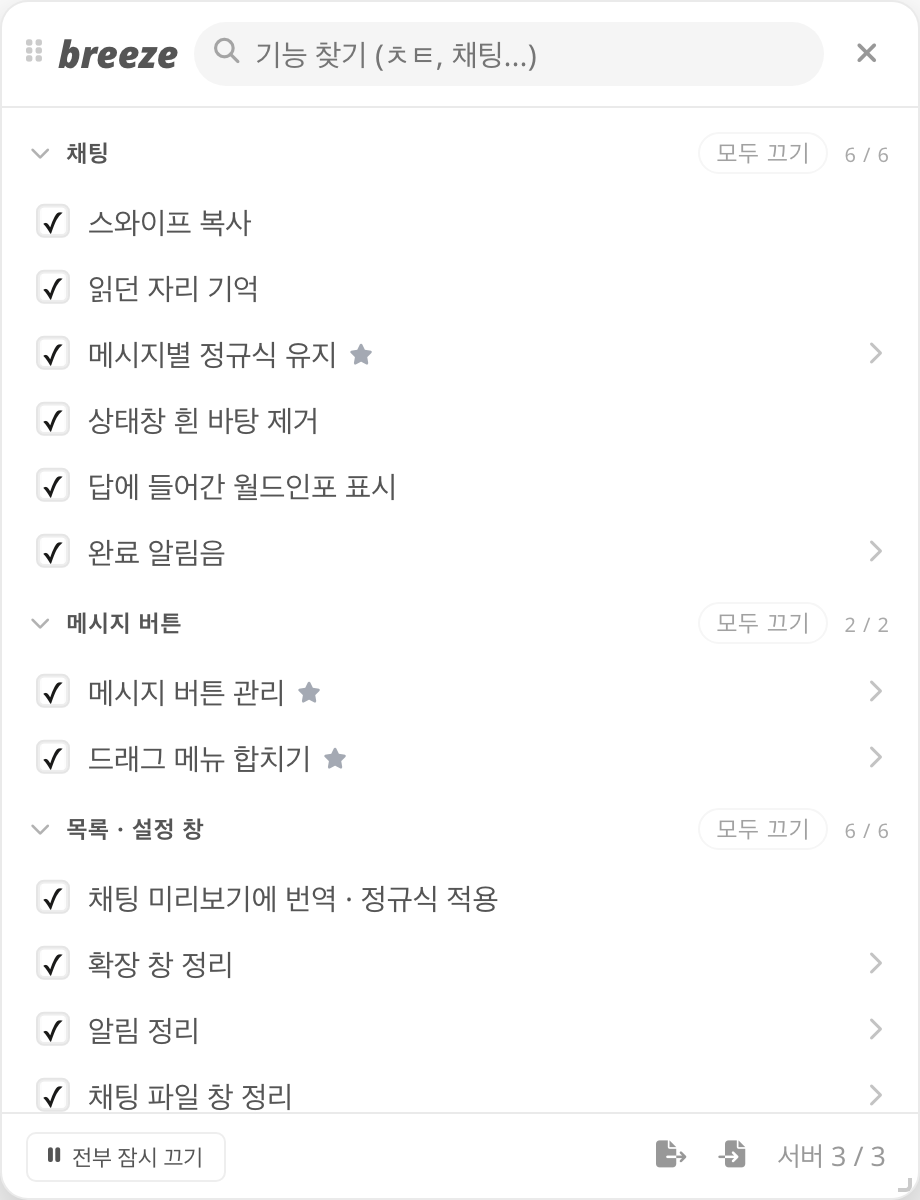 breeze
기능 찾기 (ㅊㅌ, 채팅...)
채팅 모두 끄기 6 / 6
스와이프 복사
읽던 자리 기억
메시지별 정규식 유지
상태창 흰 바탕 제거
답에 들어간 월드인포 표시
완료 알림음
메시지 버튼 모두 끄기 2 / 2
메시지 버튼 관리
드래그 메뉴 합치기
목록 · 설정 창 모두 끄기 6 / 6
채팅 미리보기에 번역 · 정규식 적용
확장 창 정리
알림 정리
채팅 파일 창 정리
전부 잠시 끄기 서버 3 / 3